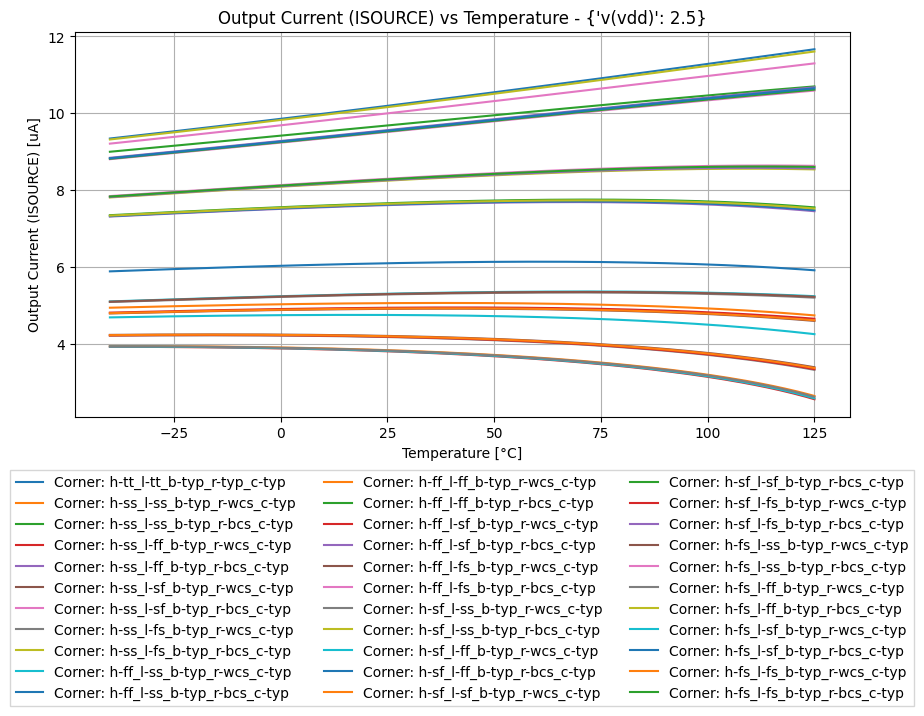 Output Current (ISOURCE) vs Temperature - {'v(vdd)': 2.5}
12
10
8
6
4
Output Current (ISOURCE) [uA]
−25
0
25
50
75
100
125
Temperature [°C]
Corner: h-tt_l-tt_b-typ_r-typ_c-typ
Corner: h-ss_l-ss_b-typ_r-wcs_c-typ
Corner: h-ss_l-ss_b-typ_r-bcs_c-typ
Corner: h-ss_l-ff_b-typ_r-wcs_c-typ
Corner: h-ss_l-ff_b-typ_r-bcs_c-typ
Corner: h-ss_l-sf_b-typ_r-wcs_c-typ
Corner: h-ss_l-sf_b-typ_r-bcs_c-typ
Corner: h-ss_l-fs_b-typ_r-wcs_c-typ
Corner: h-ss_l-fs_b-typ_r-bcs_c-typ
Corner: h-ff_l-ss_b-typ_r-wcs_c-typ
Corner: h-ff_l-ss_b-typ_r-bcs_c-typ
Corner: h-ff_l-ff_b-typ_r-wcs_c-typ
Corner: h-ff_l-ff_b-typ_r-bcs_c-typ
Corner: h-ff_l-sf_b-typ_r-wcs_c-typ
Corner: h-ff_l-sf_b-typ_r-bcs_c-typ
Corner: h-ff_l-fs_b-typ_r-wcs_c-typ
Corner: h-ff_l-fs_b-typ_r-bcs_c-typ
Corner: h-sf_l-ss_b-typ_r-wcs_c-typ
Corner: h-sf_l-ss_b-typ_r-bcs_c-typ
Corner: h-sf_l-ff_b-typ_r-wcs_c-typ
Corner: h-sf_l-ff_b-typ_r-bcs_c-typ
Corner: h-sf_l-sf_b-typ_r-wcs_c-typ
Corner: h-sf_l-sf_b-typ_r-bcs_c-typ
Corner: h-sf_l-fs_b-typ_r-wcs_c-typ
Corner: h-sf_l-fs_b-typ_r-bcs_c-typ
Corner: h-fs_l-ss_b-typ_r-wcs_c-typ
Corner: h-fs_l-ss_b-typ_r-bcs_c-typ
Corner: h-fs_l-ff_b-typ_r-wcs_c-typ
Corner: h-fs_l-ff_b-typ_r-bcs_c-typ
Corner: h-fs_l-sf_b-typ_r-wcs_c-typ
Corner: h-fs_l-sf_b-typ_r-bcs_c-typ
Corner: h-fs_l-fs_b-typ_r-wcs_c-typ
Corner: h-fs_l-fs_b-typ_r-bcs_c-typ